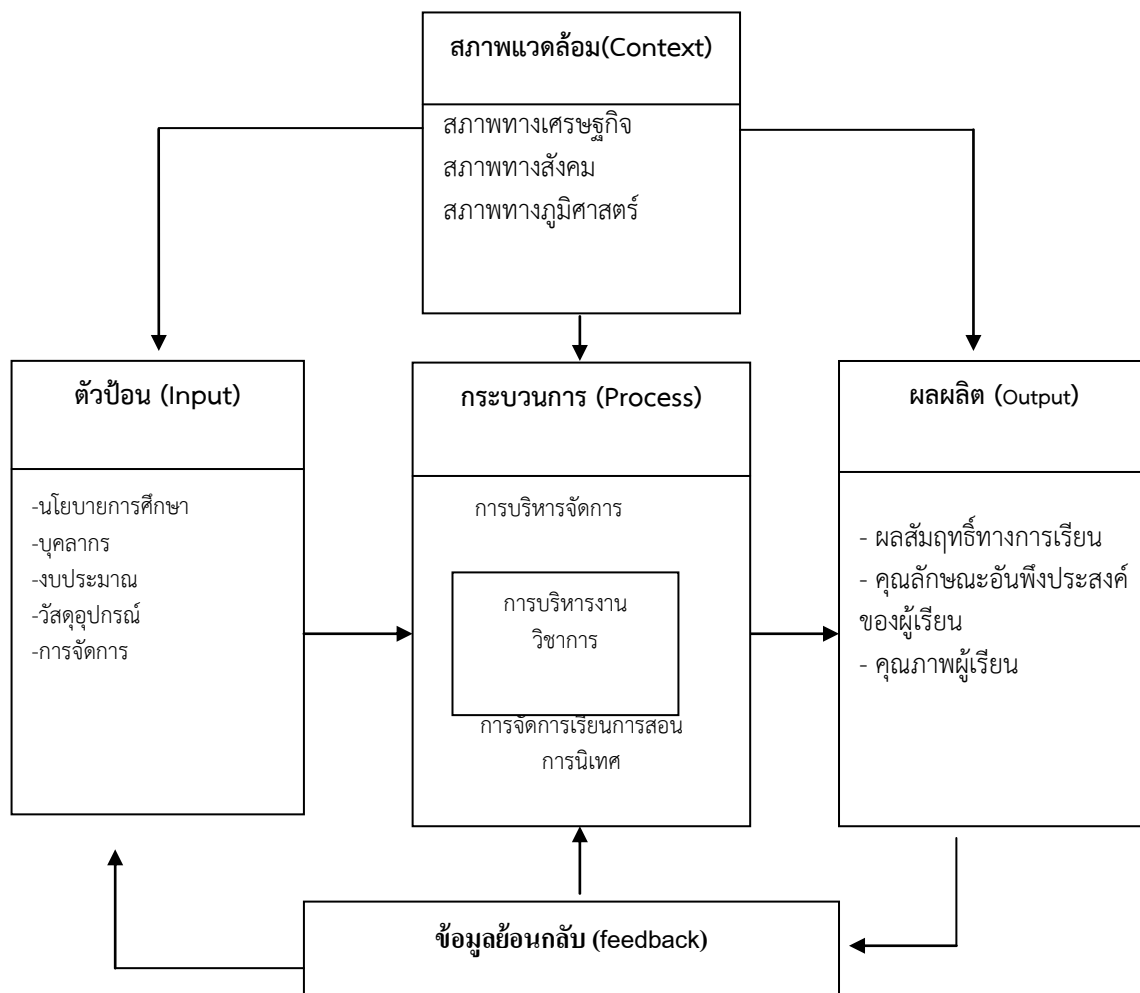 สภาพแวดล้อม(Context)
สภาพทางเศรษฐกิจ
สภาพทางสังคม
สภาพทางภูมิศาสตร์
ตัวป้อน (Input)
-นโยบายการศึกษา
-บุคลากร
-งบประมาณ
-วัสดุอุปกรณ์
-การจัดการ
กระบวนการ (Process)
การบริหารจัดการ
การบริหารงาน
วิชาการ
การจัดการเรียนการสอน
การนิเทศ
ผลผลิต (Output)
- ผลสัมฤทธิ์ทางการเรียน
- คุณลักษณะอันพึงประสงค์
ของผู้เรียน
- คุณภาพผู้เรียน
ข้อมูลย้อนกลับ (feedback)